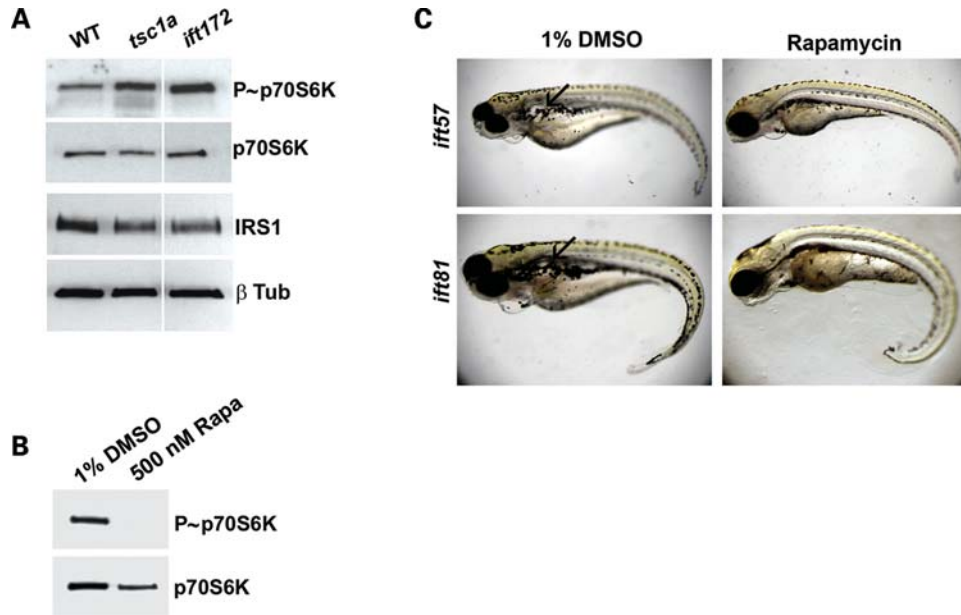 A
WT tsc1a ift172
P~p70S6K
p70S6K
IRS1
β Tub
B
1% DMSO 500 nM Rapa
P~p70S6K
p70S6K
C
1% DMSO Rapamycin
ift57
ift81